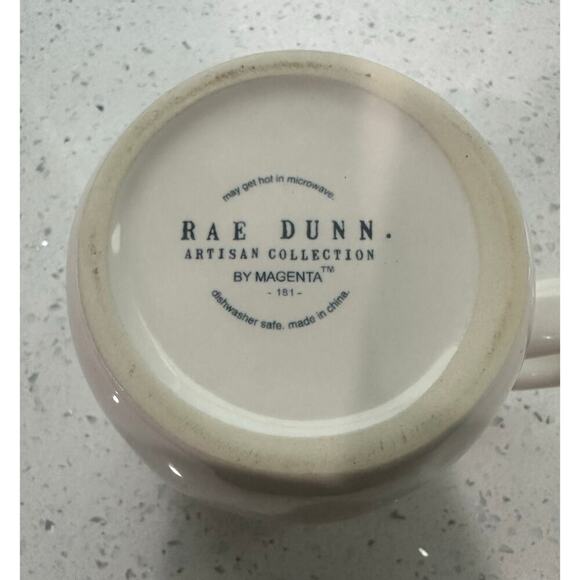 may get hot in microwave.
RAE DUNN.
ARTISAN COLLECTION
BY MAGENTA™
- 181 -
dishwasher safe. made in china.